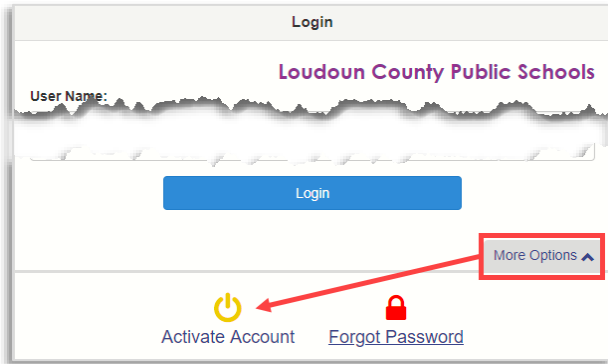 Login
Loudoun County Public Schools
User Name:
Login
More Options
Activate Account Forgot Password